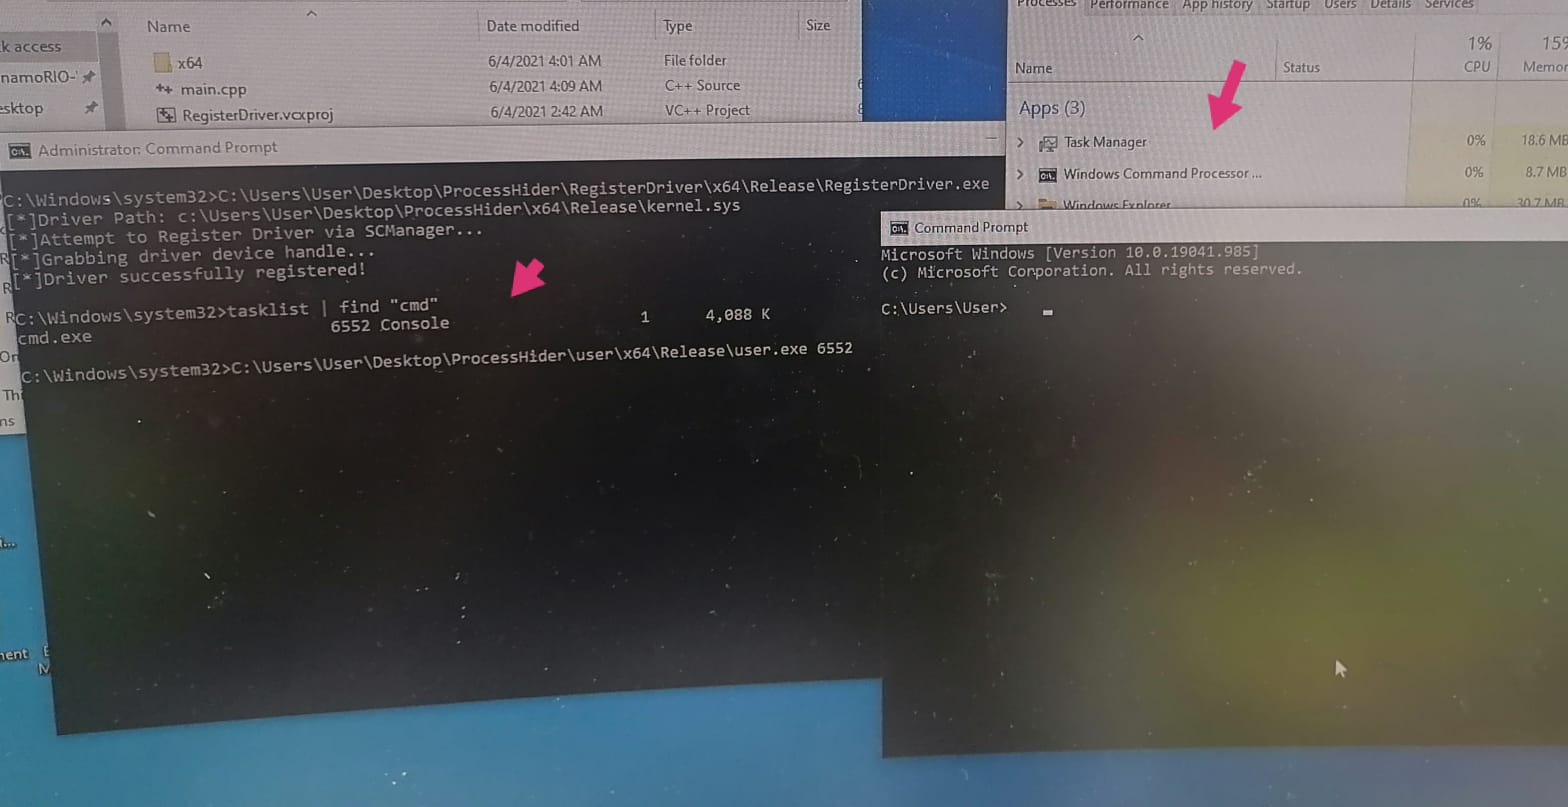 Name Date modified Type Size
k access
x64 6/4/2021 4:01 AM File folder
namoRIO-
main.cpp 6/4/2021 4:09 AM C++ Source
esktop
RegisterDriver.vcxproj 6/4/2021 2:42 AM VC++ Project
Processes Performance App history Startup Users Details Services
1% 15%
Name Status CPU Memor
Apps (3)
Task Manager 0% 18.6 MB
Windows Command Processor ... 0% 8.7 MB
Windows Explorer 0% 30.7 MB
Administrator: Command Prompt
C:\Windows\system32>C:\Users\User\Desktop\ProcessHider\RegisterDriver\x64\Release\RegisterDriver.exe
[*]Driver Path: c:\Users\User\Desktop\ProcessHider\x64\Release\kernel.sys
[*]Attempt to Register Driver via SCManager...
[*]Grabbing driver device handle...
[*]Driver successfully registered!
C:\Windows\system32>tasklist | find "cmd"
cmd.exe 6552 Console 1 4,088 K
C:\Windows\system32>C:\Users\User\Desktop\ProcessHider\user\x64\Release\user.exe 6552
Command Prompt
Microsoft Windows [Version 10.0.19041.985]
(c) Microsoft Corporation. All rights reserved.
C:\Users\User>
On
Thi
ns
nent